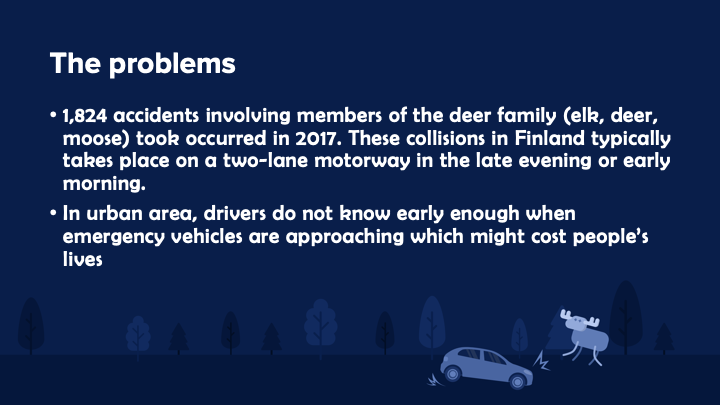 The problems
• 1,824 accidents involving members of the deer family (elk, deer,
moose) took occurred in 2017. These collisions in Finland typically
takes place on a two-lane motorway in the late evening or early
morning.
• In urban area, drivers do not know early enough when
emergency vehicles are approaching which might cost people’s
lives